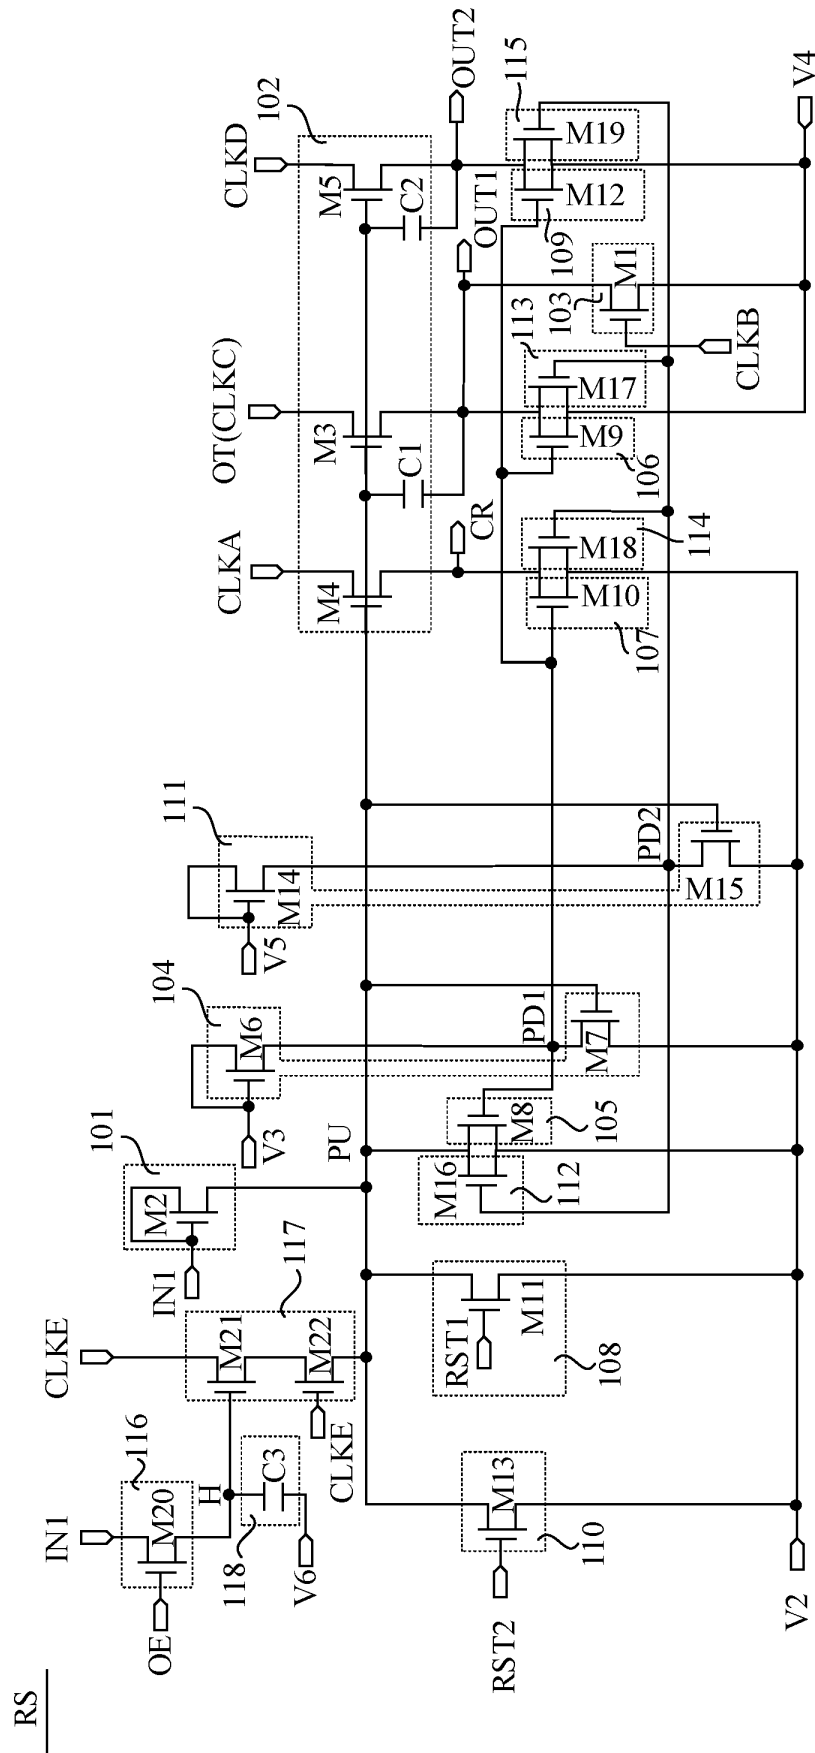 RS
IN1
OE
M20
116
H
118
C3
V6
CLKE
M21
M22
117
CLKE
IN1
M2
101
V3
M6
104
V5
M14
111
PU
RST2
M13
110
RST1
M11
108
M16
112
M8
105
PD1
M7
PD2
M15
V2
CLKA
M4
CR
M10
107
M18
114
OT(CLKC)
M3
C1
OUT1
M9
106
M17
113
103
M1
CLKB
CLKD
102
M5
C2
OUT2
M12
109
M19
115
V4